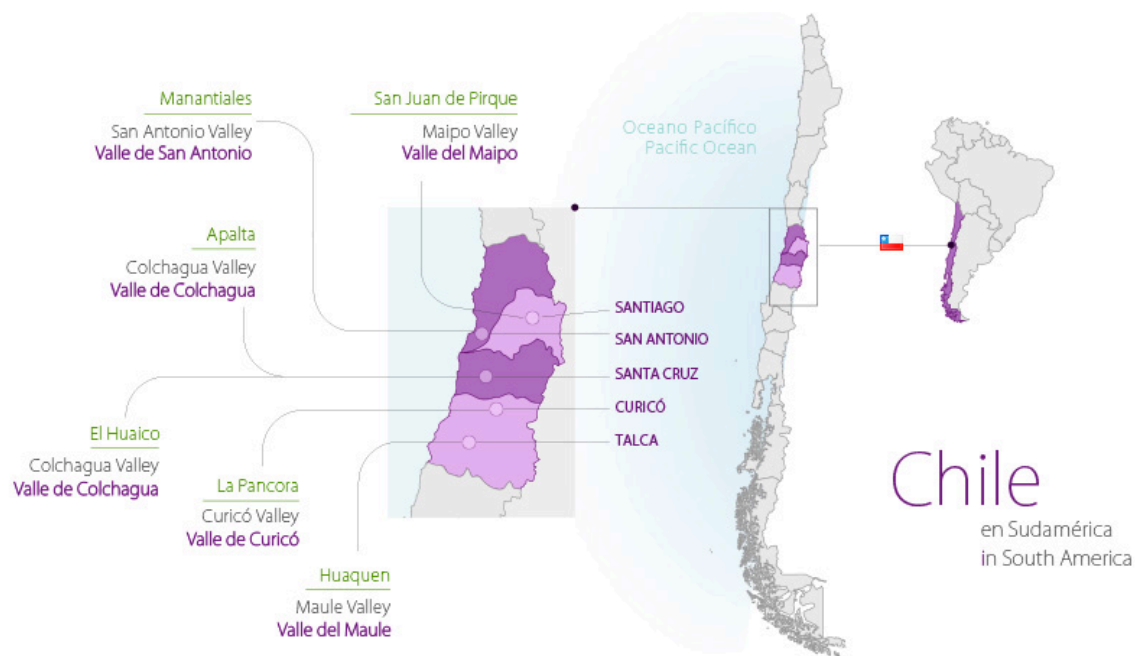 Manantiales
San Antonio Valley
Valle de San Antonio
San Juan de Pirque
Maipo Valley
Valle del Maipo
Oceano Pacífico
Pacific Ocean
Apalta
Colchagua Valley
Valle de Colchagua
SANTIAGO
SAN ANTONIO
SANTA CRUZ
CURICÓ
TALCA
El Huaico
Colchagua Valley
Valle de Colchagua
La Pancora
Curicó Valley
Valle de Curicó
Huaquen
Maule Valley
Valle del Maule
Chile
en Sudamérica
in South America